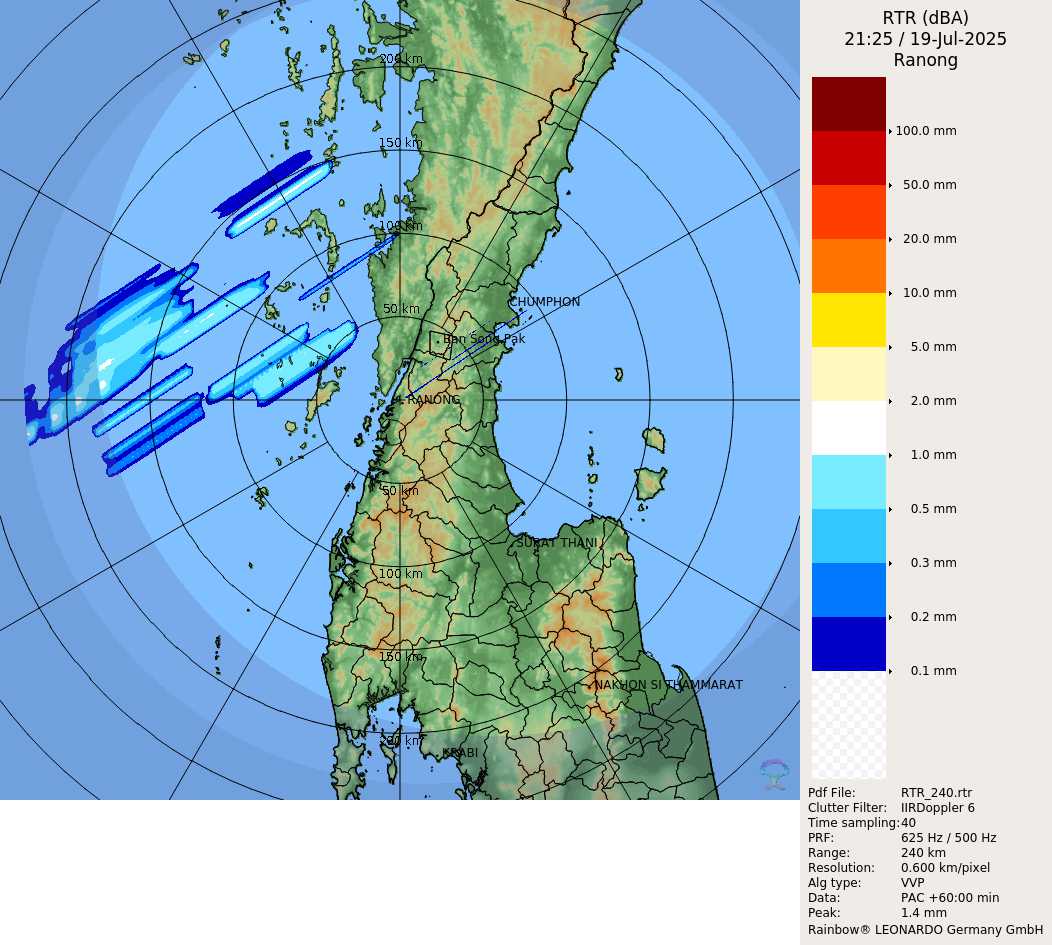 RTR (dBA)
21:25 / 19-Jul-2025
Ranong
200 km
150 km
100 km
50 km
CHUMPHON
Ban Song Pak
RANONG
50 km
SURAT THANI
100 km
150 km
NAKHON SI THAMMARAT
200 km
KRABI
100.0 mm
50.0 mm
20.0 mm
10.0 mm
5.0 mm
2.0 mm
1.0 mm
0.5 mm
0.3 mm
0.2 mm
0.1 mm
Pdf File: RTR_240.rtr
Clutter Filter: IIRDoppler 6
Time sampling: 40
PRF: 625 Hz / 500 Hz
Range: 240 km
Resolution: 0.600 km/pixel
Alg type: VVP
Data: PAC +60:00 min
Peak: 1.4 mm
Rainbow® LEONARDO Germany GmbH